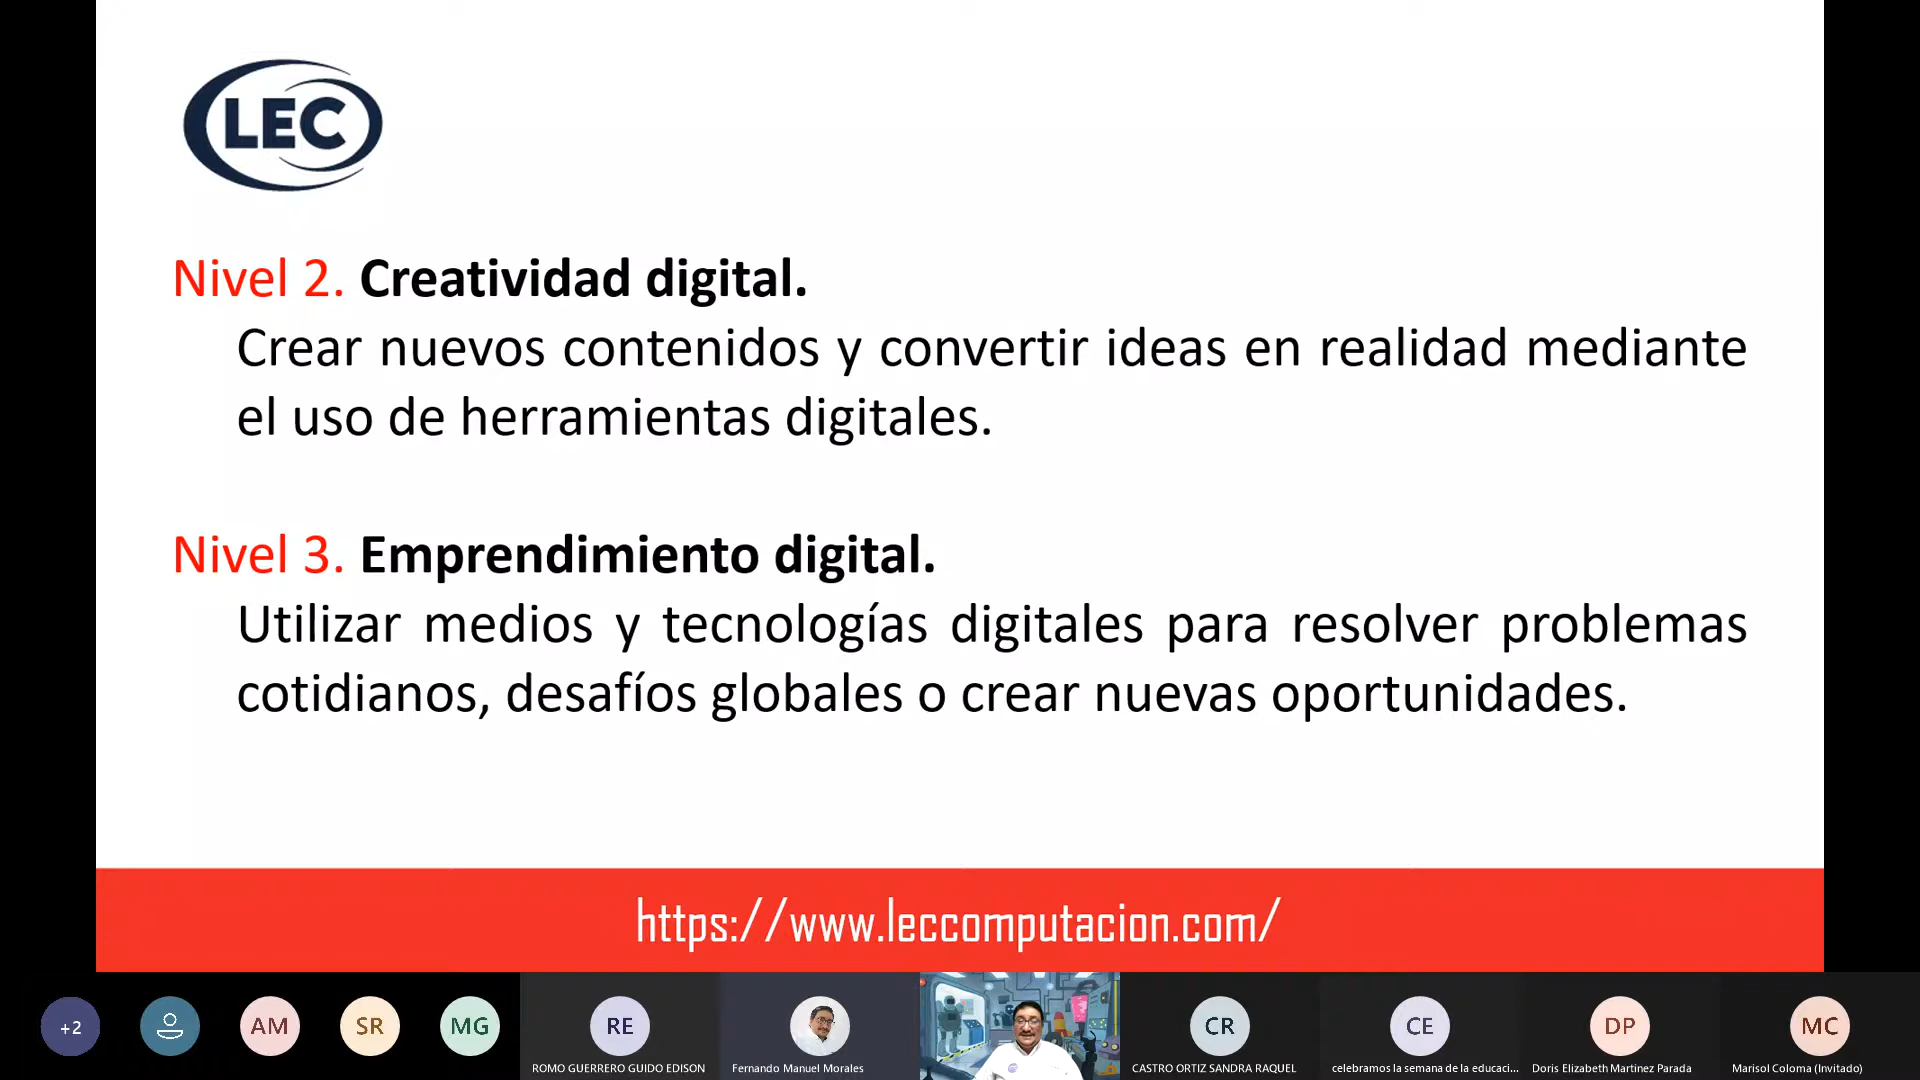 LEC
Nivel 2. Creatividad digital.
Crear nuevos contenidos y convertir ideas en realidad mediante
el uso de herramientas digitales.
Nivel 3. Emprendimiento digital.
Utilizar medios y tecnologías digitales para resolver problemas
cotidianos, desafíos globales o crear nuevas oportunidades.
https://www.leccomputacion.com/
+2
AM
SR
MG
RE
CR
CE
DP
MC
ROMO GUERRERO GUIDO EDISON
Fernando Manuel Morales
CASTRO ORTIZ SANDRA RAQUEL
celebramos la semana de la educaci...
Doris Elizabeth Martinez Parada
Marisol Coloma (Invitado)